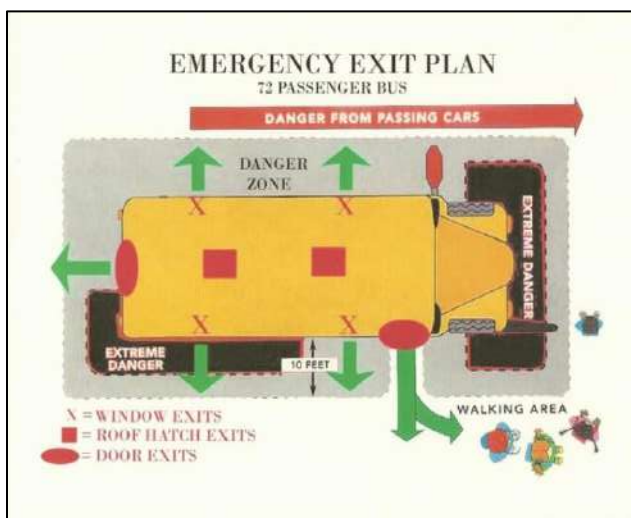 EMERGENCY EXIT PLAN
72 PASSENGER BUS
DANGER FROM PASSING CARS
DANGER
ZONE
X
X
EXTREME DANGER
X
X
EXTREME
DANGER
10 FEET
WALKING AREA
X = WINDOW EXITS
= ROOF HATCH EXITS
= DOOR EXITS